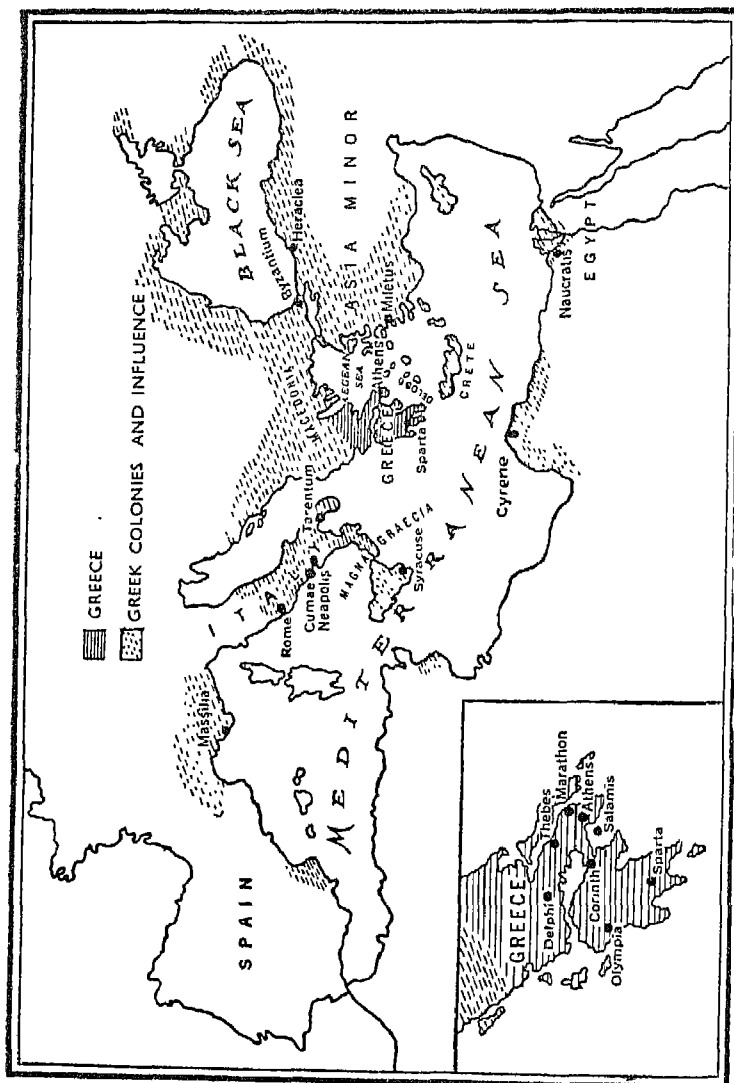 GREECE
GREEK COLONIES AND INFLUENCE
BLACK SEA
Byzantium
Heraclea
ASIA MINOR
MACEDONIA
AEGEAN
SEA
Athens
Miletus
DELOS
GREECE
Sparta
CRETE
ITALY
Rome
Cumae
Neapolis
Tarentum
MAGNA GRAECIA
Syracuse
Massilia
SPAIN
MEDITERRANEAN SEA
Cyrene
Naucratis
EGYPT
GREECE
Delphi
Thebes
Marathon
Athens
Salamis
Corinth
Olympia
Sparta